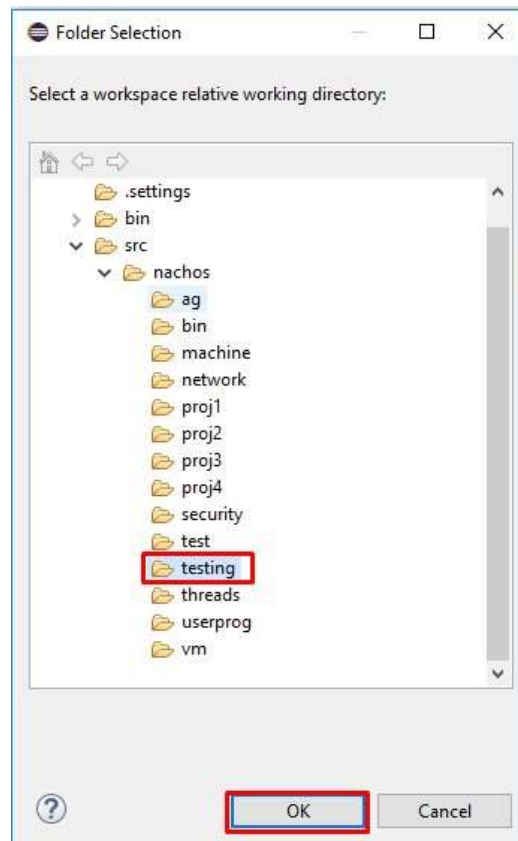 Folder Selection
Select a workspace relative working directory:
.settings
bin
src
nachos
ag
bin
machine
network
proj1
proj2
proj3
proj4
security
test
testing
threads
userprog
vm
?
OK Cancel